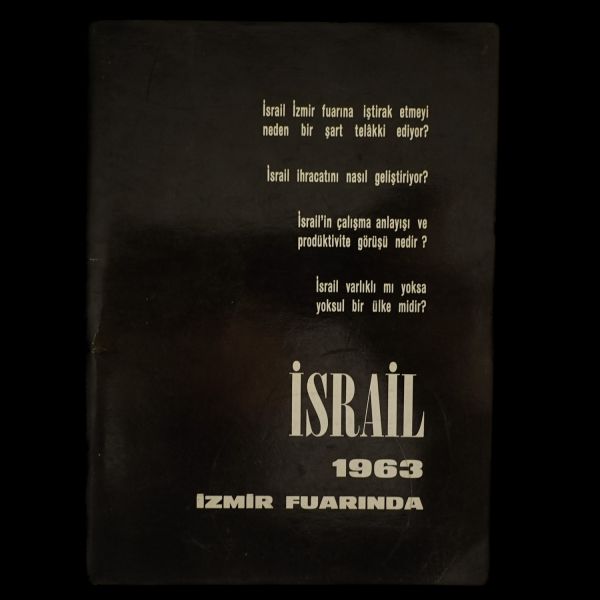 İsrail İzmir fuarına iştirak etmeyi
neden bir şart telâkki ediyor?
İsrail ihracatını nasıl geliştiriyor?
İsrail'in çalışma anlayışı ve
prodüktivite görüşü nedir ?
İsrail varlıklı mı yoksa
yoksul bir ülke midir?
İSRAİL
1963
İZMİR FUARINDA